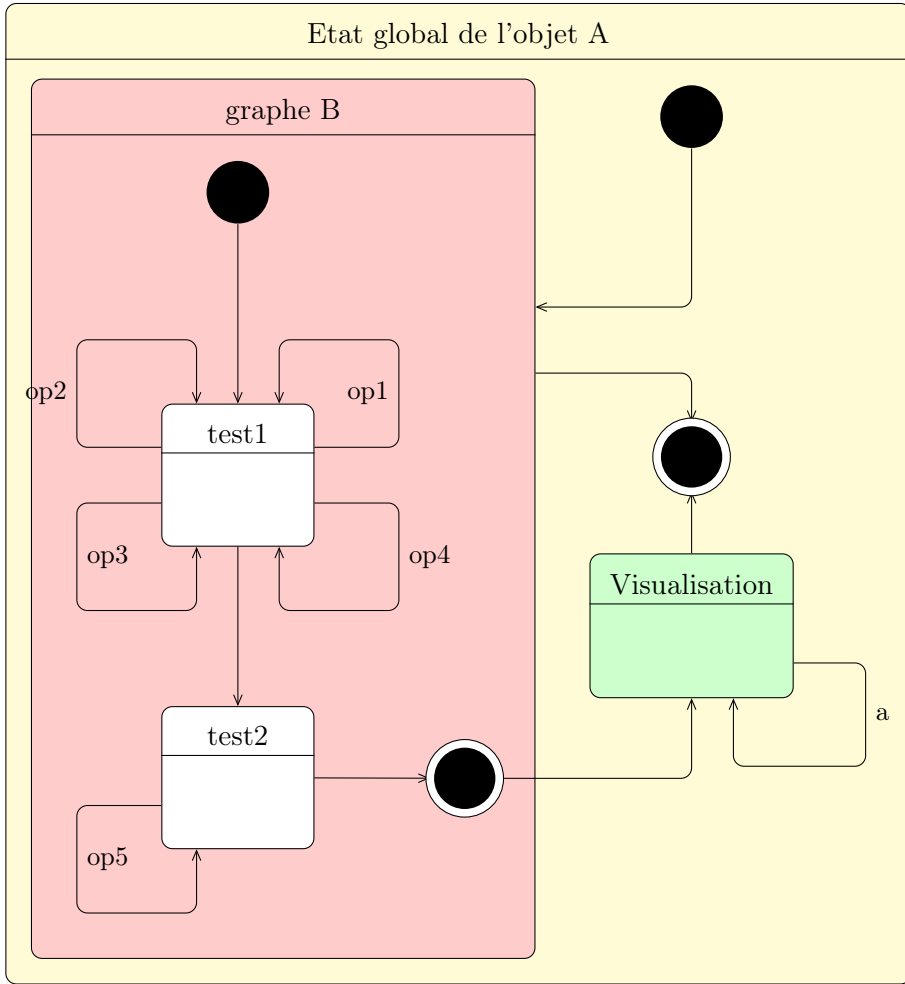 Etat global de l'objet A
graphe B
op2
op1
test1
op3
op4
Visualisation
a
test2
op5